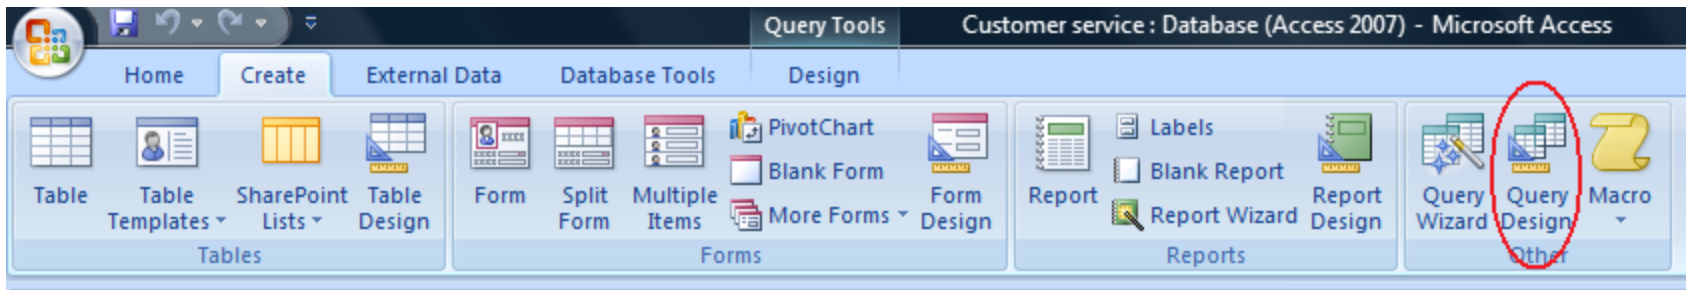 Query Tools
Customer service : Database (Access 2007) - Microsoft Access
Home
Create
External Data
Database Tools
Design
Table
Table
Templates
SharePoint
Lists
Table
Design
Tables
Form
Split
Form
Multiple
Items
PivotChart
Blank Form
More Forms
Form
Design
Forms
Report
Labels
Blank Report
Report Wizard
Report
Design
Reports
Query
Wizard
Query
Design
Macro
Other